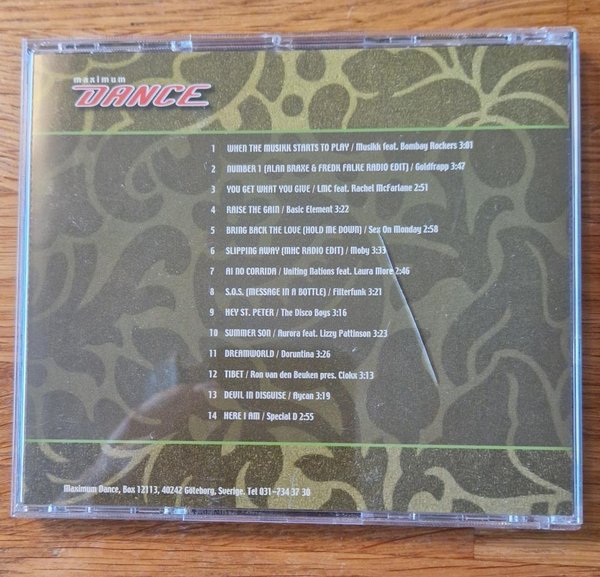 maximum
DANCE
1 WHEN THE MUSIKK STARTS TO PLAY / Musikk feat. Bombay Rockers 3:01
2 NUMBER 1 (ALAN BRAXE & FREDK FALKE RADIO EDIT) / Goldfrapp 3:47
3 YOU GET WHAT YOU GIVE / LMC feat. Rachel McFarlane 2:51
4 RAISE THE GAIN / Basic Element 3:22
5 BRING BACK THE LOVE (HOLD ME DOWN) / Sex On Monday 2:58
6 SLIPPING AWAY (MHC RADIO EDIT) / Moby 3:33
7 AI NO CORRIDA / Uniting Nations feat. Laura More 2:46
8 S.O.S. (MESSAGE IN A BOTTLE) / Filterfunk 3:21
9 HEY ST. PETER / The Disco Boys 3:16
10 SUMMER SON / Aurora feat. Lizzy Pattinson 3:23
11 DREAMWORLD / Doruntina 3:26
12 TIBET / Ron van den Beuken pres. Clokx 3:13
13 DEVIL IN DISGUISE / Aycan 3:19
14 HERE I AM / Special D 2:55
Maximum Dance, Box 12113, 40242 Göteborg, Sverige. Tel 031-734 37 30